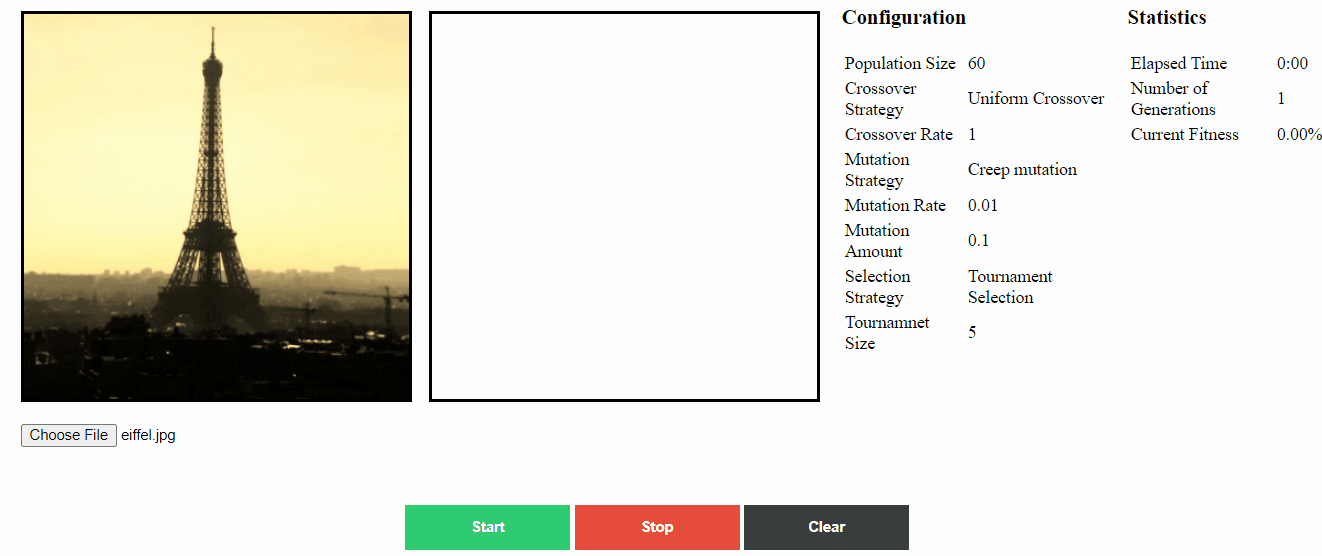 Configuration
Population Size 60
Crossover
Strategy
Uniform Crossover
Crossover Rate 1
Mutation
Strategy
Creep mutation
Mutation Rate 0.01
Mutation
Amount
0.1
Selection
Strategy
Tournament
Selection
Tournamnet
Size
5
Statistics
Elapsed Time 0:00
Number of
Generations
1
Current Fitness 0.00%
Choose File eiffel.jpg
Start Stop Clear